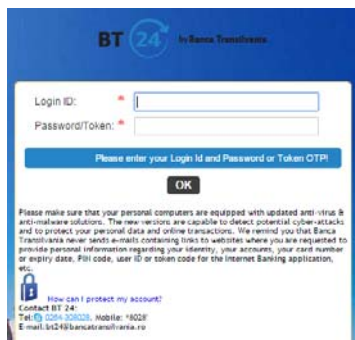 BT 24 by Banca Transilvania
Login ID: *
Password/Token: *
Please enter your Login Id and Password or Token OTP!
OK
Please make sure that your personal computers are equipped with updated anti-virus &
anti-malware solutions. The new versions are capable to detect potential cyber-attacks
and to protect your personal data and online transactions. We remind you that Banca
Transilvania never sends e-mails containing links to websites where you are requested to
provide personal information regarding your identity, your accounts, your card number
or expiry date, PIN code, user ID or token code for the Internet Banking application,
etc.
How can I protect my account?
Contact BT 24:
Tel: 0264-308028, Mobile: *8028
E-mail: bt24@bancatransilvania.ro